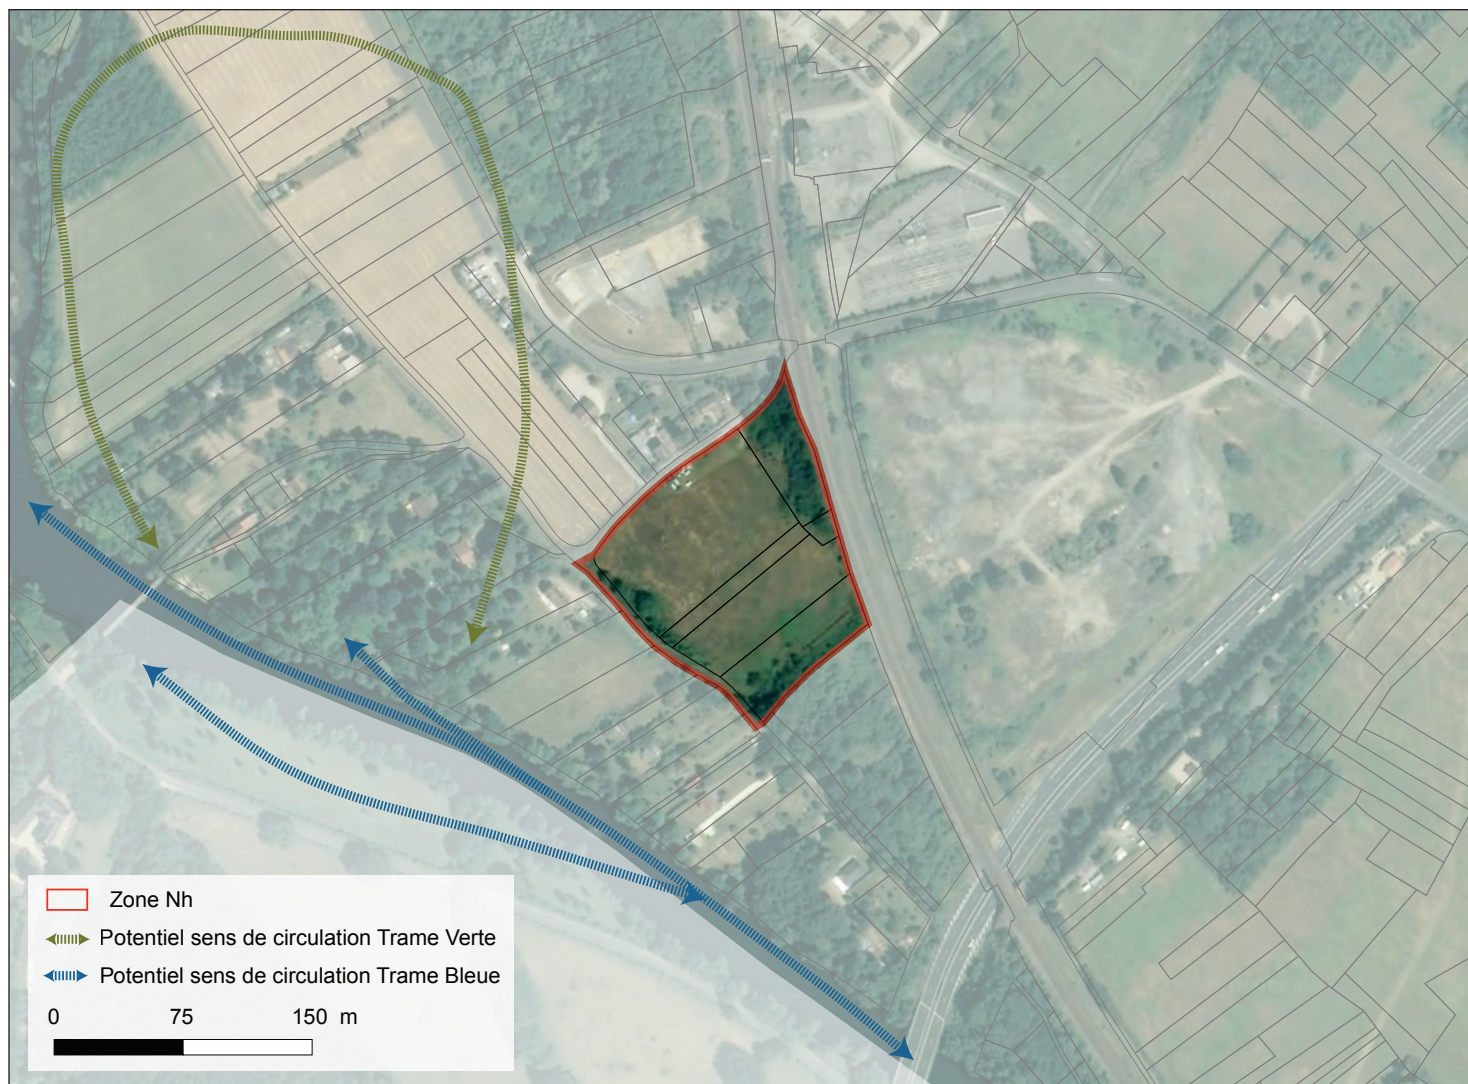 Zone Nh
Potentiel sens de circulation Trame Verte
Potentiel sens de circulation Trame Bleue
0 75 150 m